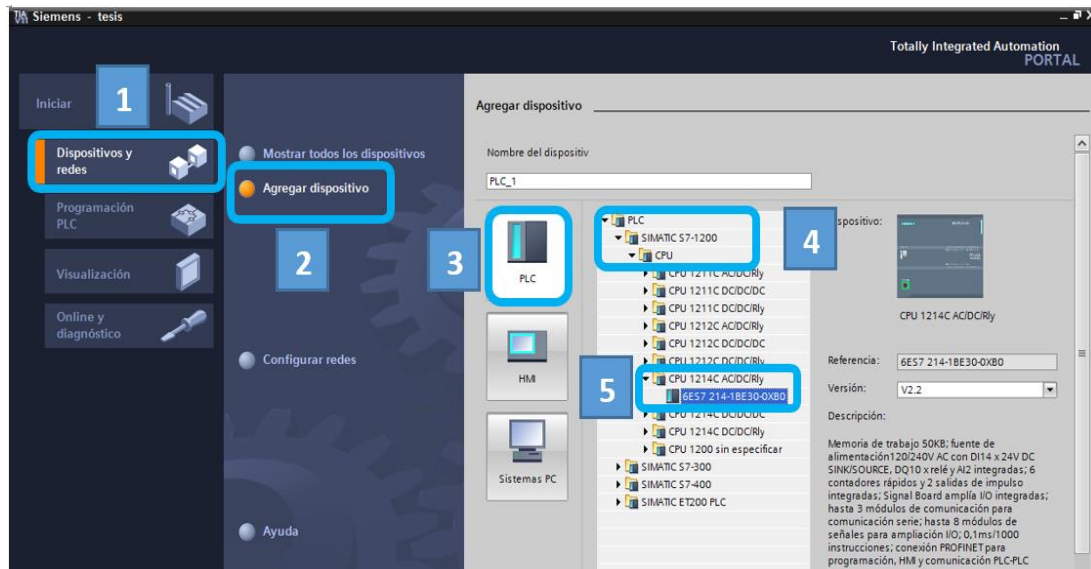 Siemens - tesis
Totally Integrated Automation
PORTAL
Iniciar
1
Dispositivos y
redes
Programación
PLC
Visualización
Online y
diagnóstico
Mostrar todos los dispositivos
Agregar dispositivo
2
Configurar redes
Ayuda
Agregar dispositivo
Nombre del dispositiv
PLC_1
3
PLC
HMI
Sistemas PC
PLC
SIMATIC S7-1200
CPU
4
CPU 1211C AC/DC/Rly
CPU 1211C DC/DC/DC
CPU 1211C DC/DC/Rly
CPU 1212C AC/DC/Rly
CPU 1212C DC/DC/DC
CPU 1212C DC/DC/Rly
5
CPU 1214C AC/DC/Rly
6ES7 214-1BE30-0XB0
CPU 1214C DC/DC/DC
CPU 1214C DC/DC/Rly
CPU 1200 sin especificar
SIMATIC S7-300
SIMATIC S7-400
SIMATIC ET200 PLC
spositivo:
CPU 1214C AC/DC/Rly
Referencia: 6ES7 214-1BE30-0XB0
Versión: V2.2
Descripción:
Memoria de trabajo 50KB; fuente de
alimentación120/240V AC con DI14 x 24V DC
SINK/SOURCE, DQ10 x relé y AI2 integradas; 6
contadores rápidos y 2 salidas de impulso
integradas; Signal Board amplía I/O integradas;
hasta 3 módulos de comunicación para
comunicación serie; hasta 8 módulos de
señales para ampliación I/O; 0,1ms/1000
instrucciones; conexión PROFINET para
programación, HMI y comunicación PLC-PLC